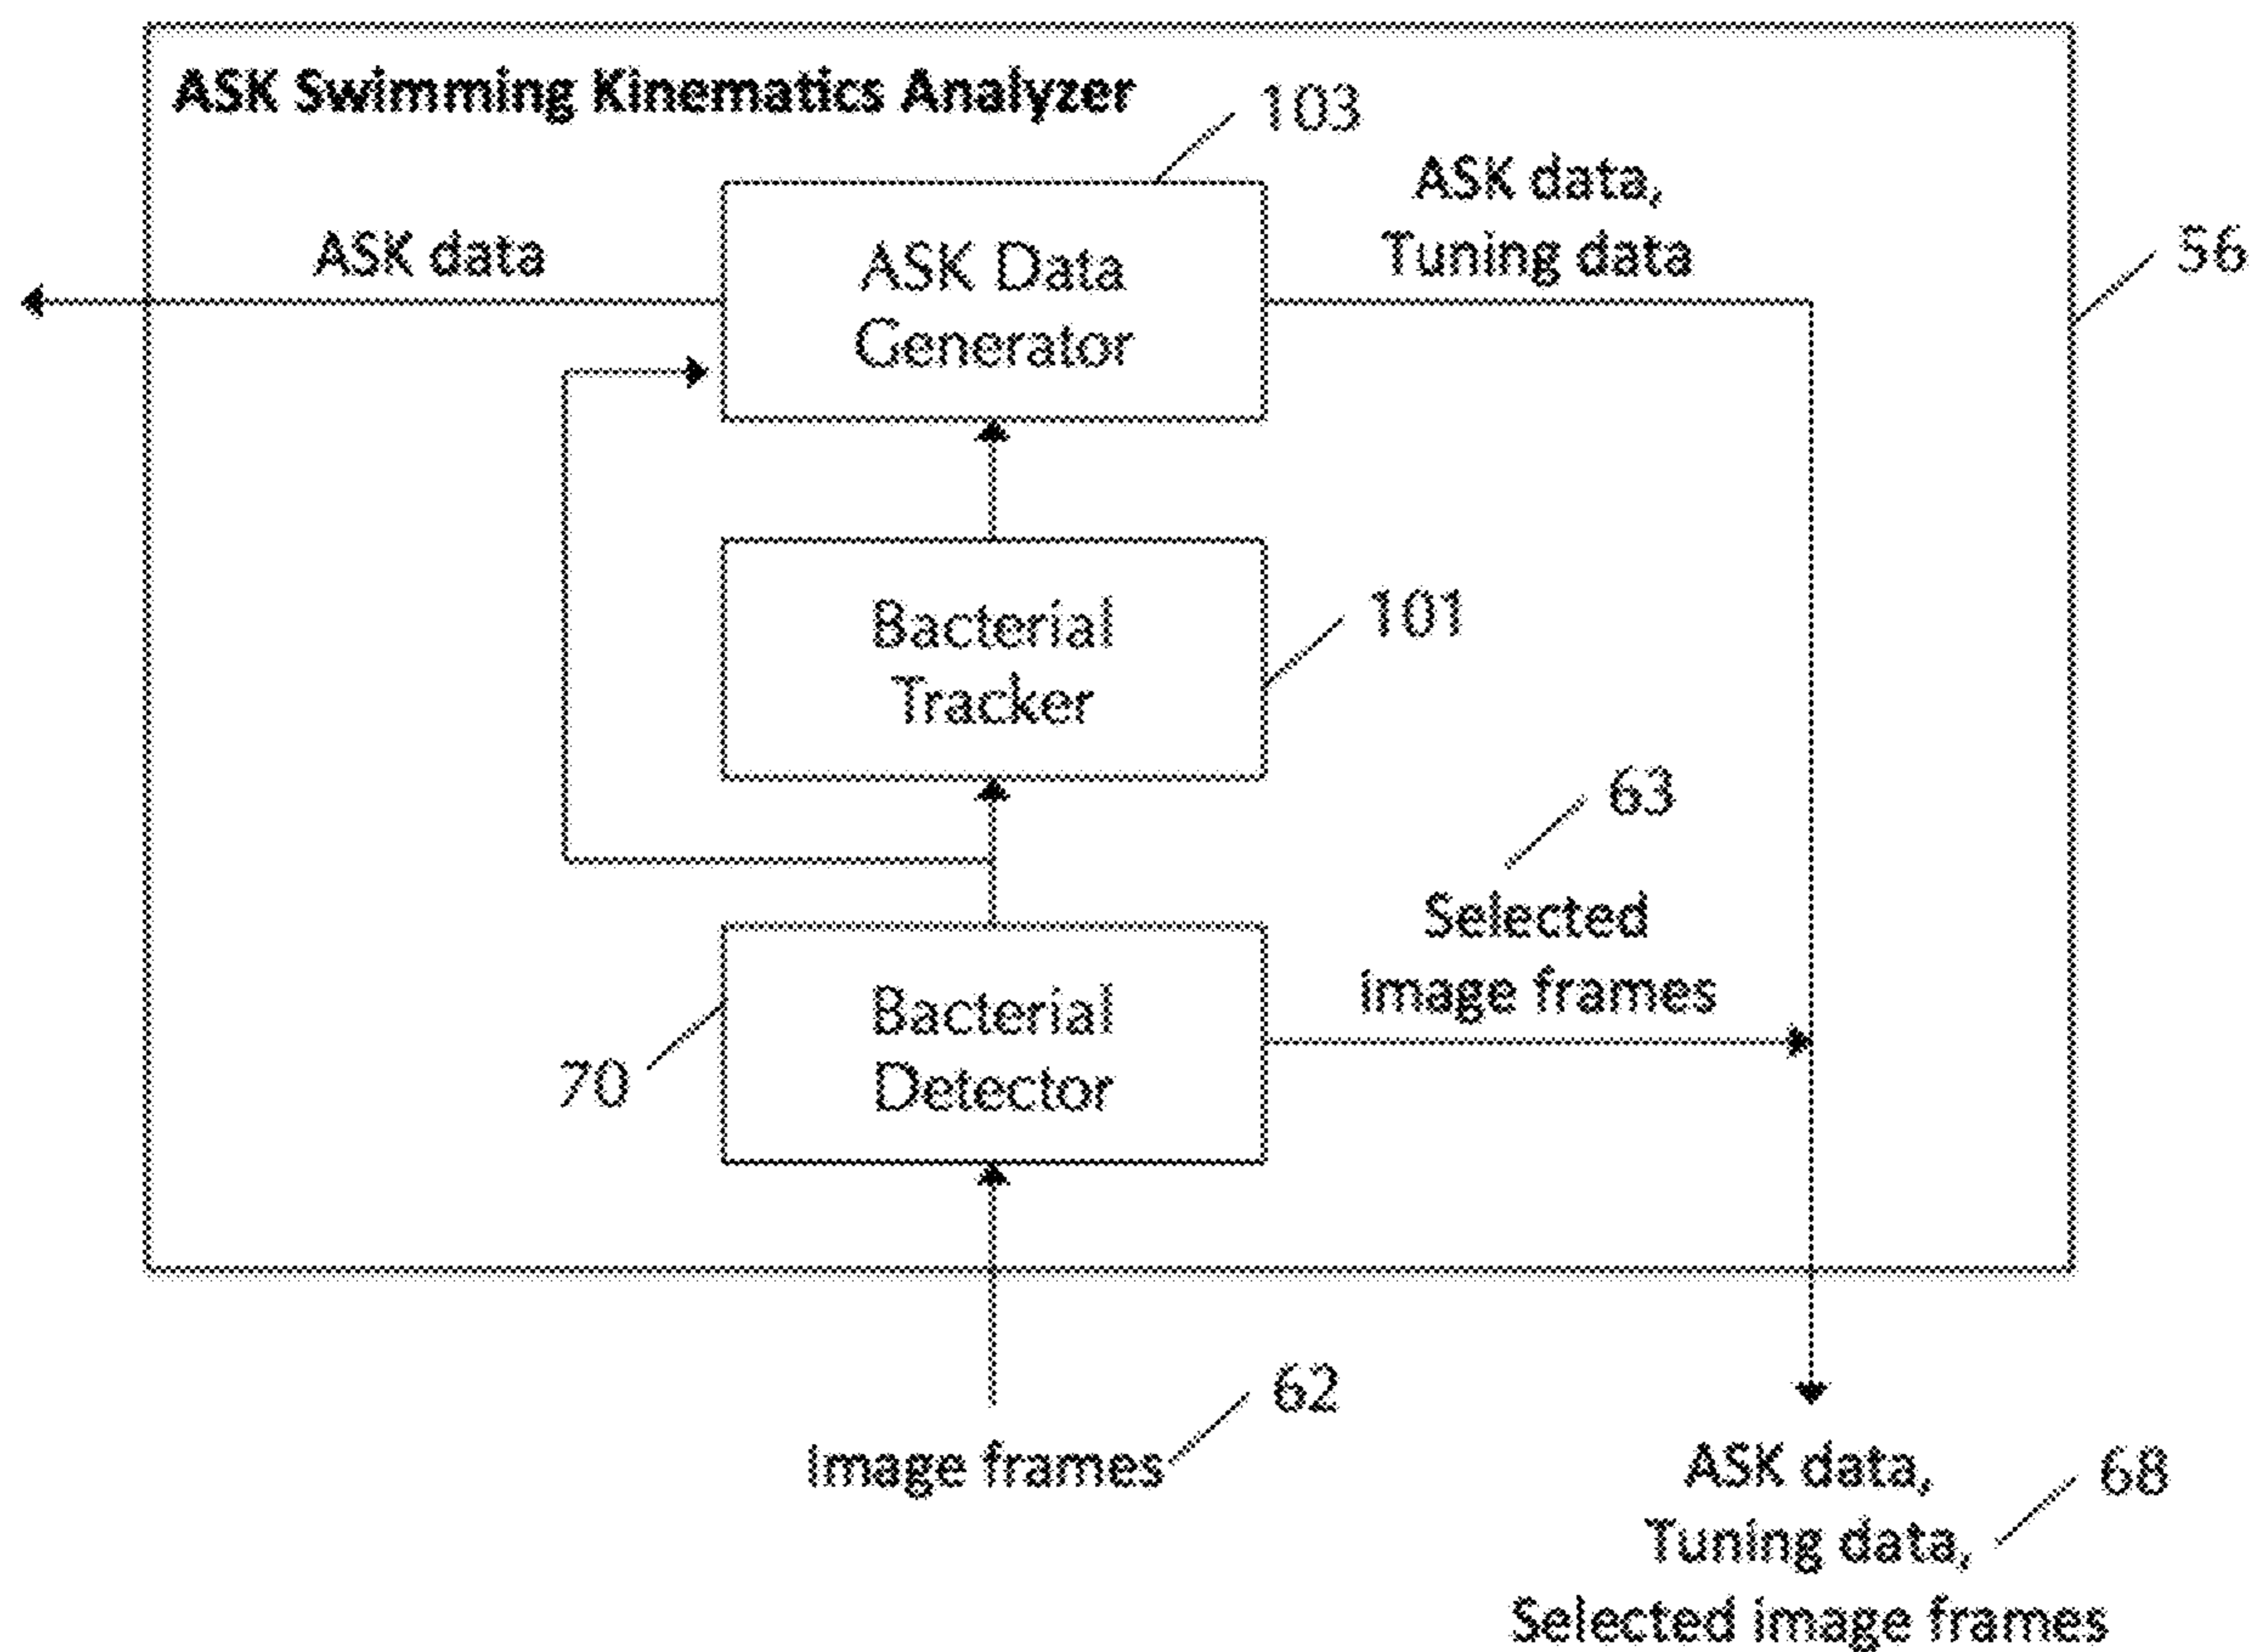 ASK Swimming Kinematics Analyzer
103
ASK data,
Tuning data
56
ASK data
ASK Data
Generator
Bacterial
Tracker
101
63
Selected
image frames
Bacterial
Detector
70
62
Image frames
ASK data,
Tuning data,
Selected image frames
68